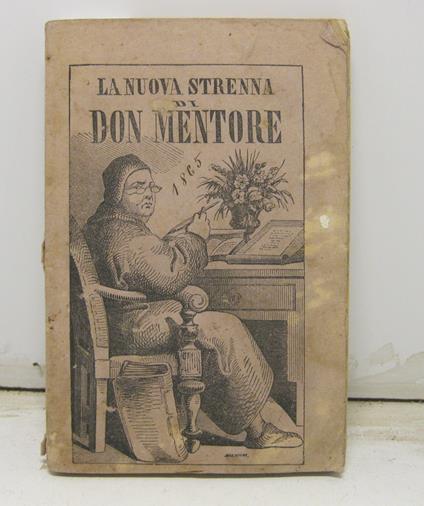 LA NUOVA STRENNA
DI
DON MENTORE
1865